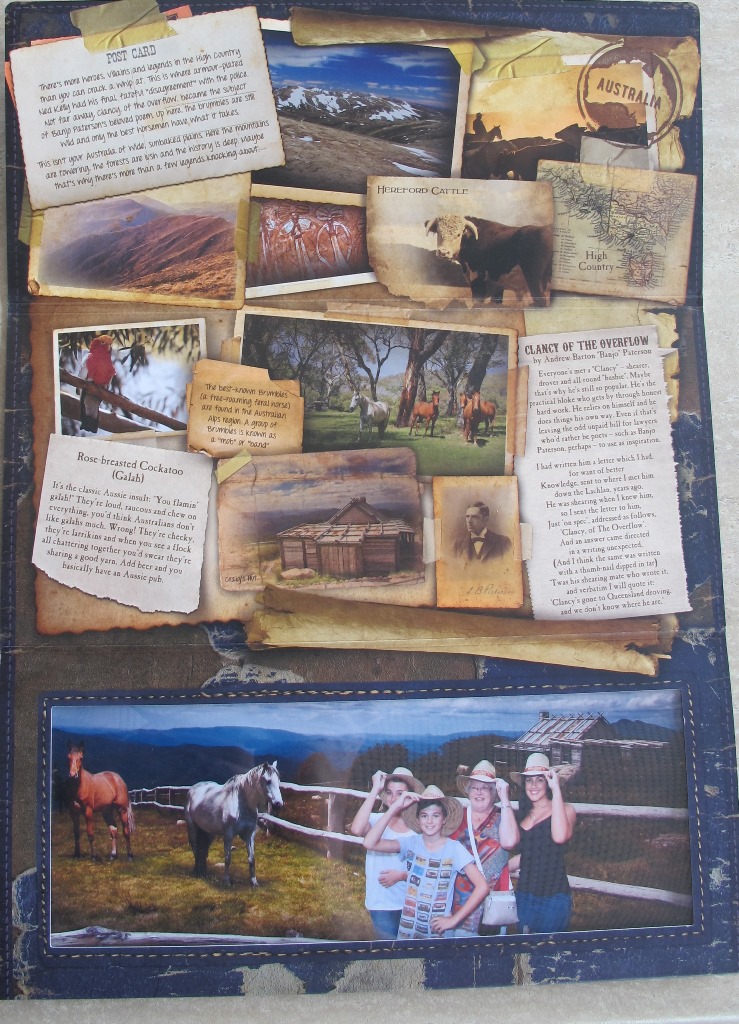 POST CARD
There's more heroes, villains and legends in the High Country
than you can crack a whip at. This is where armour-plated
Ned Kelly had his final, fateful "disagreement" with the police.
Not far away, Clancy of the Overflow became the subject
of Banjo Paterson's beloved poem. Up here, the brumbies are still
wild and only the best horsemen have what it takes.
This isn't your Australia of wide, sunbaked plains. Here the mountains
are towering, the forests are lush and the history is deep. Maybe
that's why there's more than a few legends knocking about...
AUSTRALIA
HEREFORD CATTLE
High
Country
CLANCY OF THE OVERFLOW
by Andrew Barton "Banjo" Paterson
Everyone's met a "Clancy" – shearer,
drover and all round "bushie". Maybe
that's why he's still so popular. He's the
practical bloke who gets by through honest
hard work. He relies on himself and he
does things his own way. Even if that's
leaving the odd unpaid bill for lawyers
who'd rather be poets – such as Banjo
Paterson, perhaps – to use as inspiration.
I had written him a letter which I had,
for want of better
Knowledge, sent to where I met him
down the Lachlan, years ago,
He was shearing when I knew him,
so I sent the letter to him,
Just 'on spec', addressed as follows,
'Clancy, of The Overflow'.
And an answer came directed
in a writing unexpected,
(And I think the same was written
with a thumb-nail dipped in tar)
'Twas his shearing mate who wrote it,
and verbatim I will quote it:
'Clancy's gone to Queensland droving,
and we don't know where he are.'
The best-known Brumbies
(a free-roaming feral horse)
are found in the Australian
Alps region. A group of
Brumbies is known as
a "mob" or "band"
Rose-breasted Cockatoo
(Galah)
It's the classic Aussie insult: "You flamin'
galah!" They're loud, raucous and chew on
everything, you'd think Australians don't
like galahs much. Wrong! They're cheeky,
they're larrikins and when you see a flock
all chattering together you'd swear they're
sharing a good yarn. Add beer and you
basically have an Aussie pub.
CRAIG'S HUT